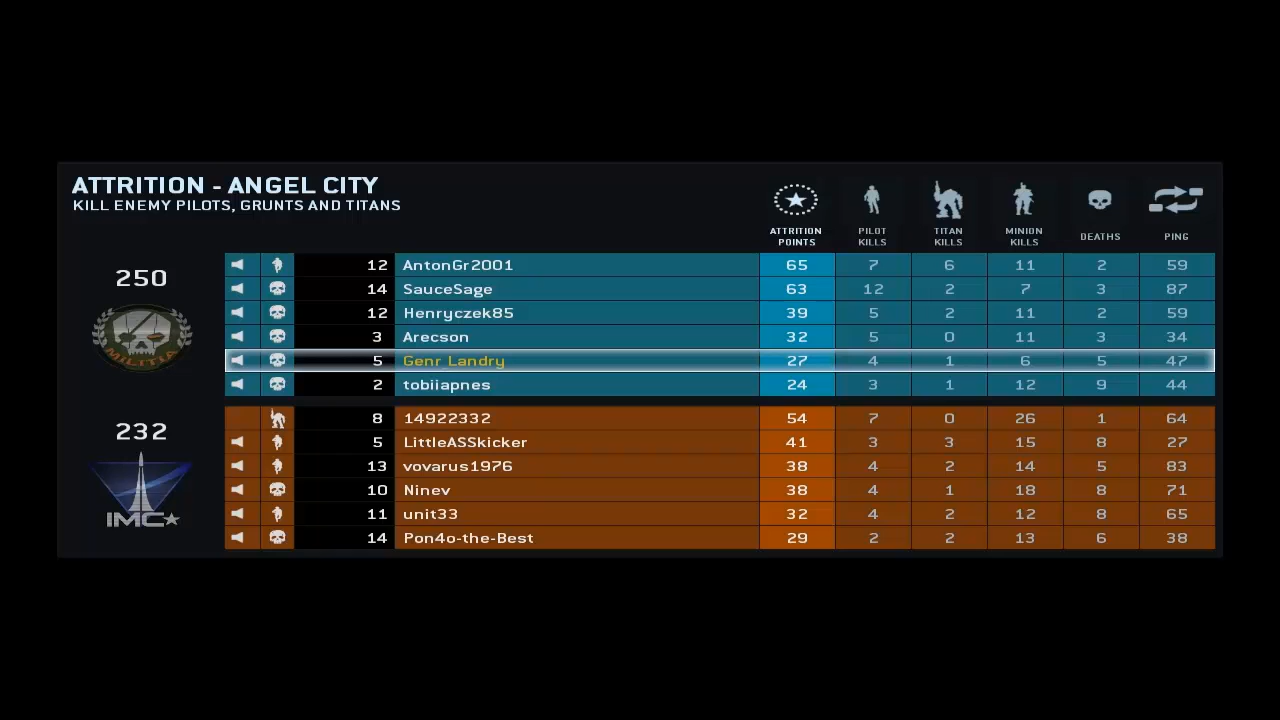 ATTRITION - ANGEL CITY
KILL ENEMY PILOTS, GRUNTS AND TITANS
ATTRITION POINTS PILOT KILLS TITAN KILLS MINION KILLS DEATHS PING
250
MILITIA
12 AntonGr2001 65 7 6 11 2 59
14 SauceSage 63 12 2 7 3 87
12 Henryczek85 39 5 2 11 2 59
3 Arecson 32 5 0 11 3 34
5 Genr_Landry 27 4 1 6 5 47
2 tobiiapnes 24 3 1 12 9 44
232
IMC
8 14922332 54 7 0 26 1 64
5 LittleASSkicker 41 3 3 15 8 27
13 vovarus1976 38 4 2 14 5 83
10 Ninev 38 4 1 18 8 71
11 unit33 32 4 2 12 8 65
14 Pon4o-the-Best 29 2 2 13 6 38